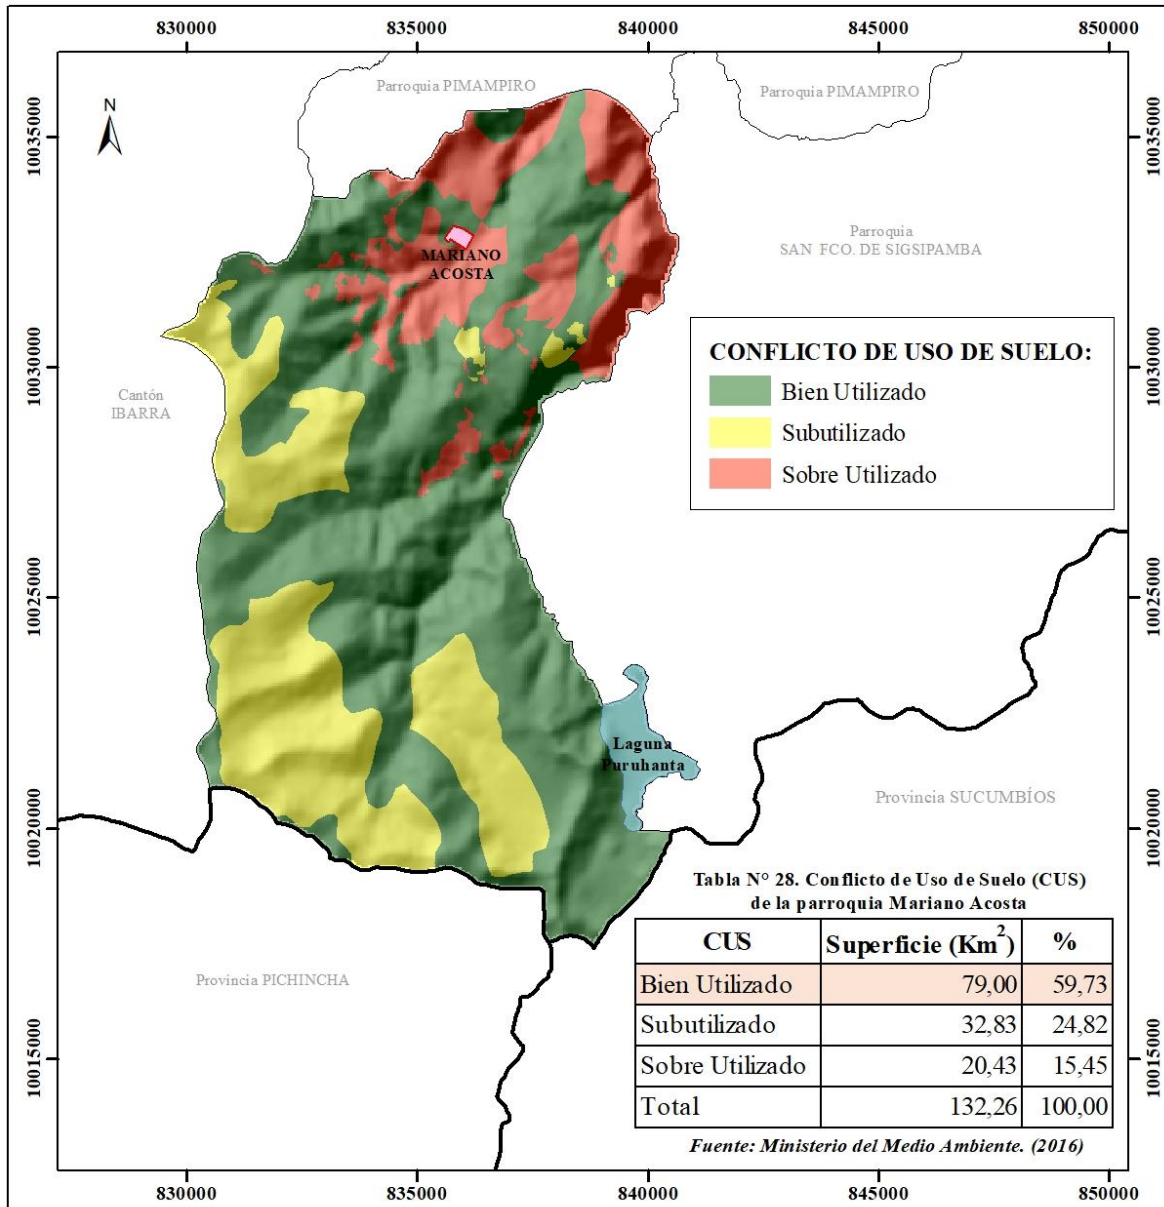 830000 835000 840000 845000 850000
Parroquia PIMAMPIRO
Parroquia PIMAMPIRO
N
10035000
10035000
Parroquia
SAN FCO. DE SIGSIPAMBA
MARIANO
ACOSTA
CONFLICTO DE USO DE SUELO:
Bien Utilizado
Subutilizado
Sobre Utilizado
10030000
10030000
Cantón
IBARRA
10025000
10025000
Laguna
Puruhanta
Provincia SUCUMBÍOS
10020000
10020000
Tabla N° 28. Conflicto de Uso de Suelo (CUS)
de la parroquia Mariano Acosta
CUS Superficie (Km²) %
Bien Utilizado 79,00 59,73
Subutilizado 32,83 24,82
Sobre Utilizado 20,43 15,45
Total 132,26 100,00
Fuente: Ministerio del Medio Ambiente. (2016)
Provincia PICHINCHA
10015000
10015000
830000 835000 840000 845000 850000